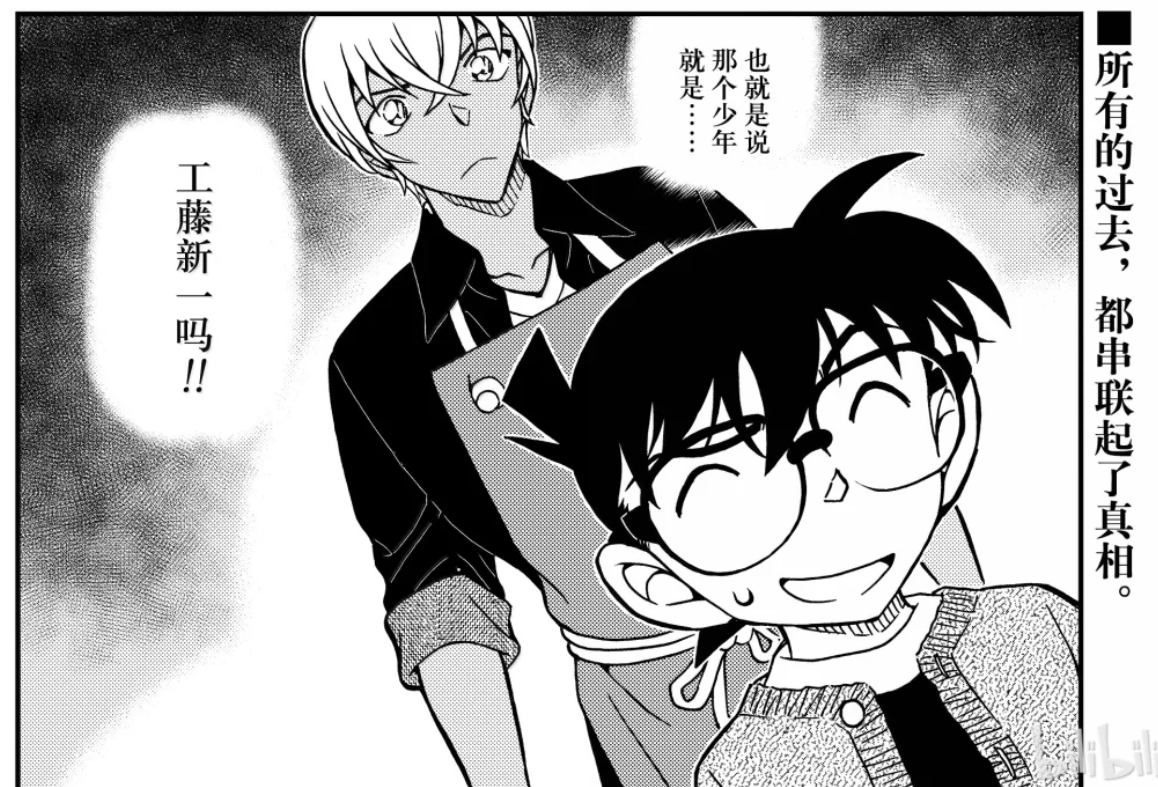 ■所有的过去，都串联起了真相。
也就是说
那个少年
就是……
工藤新一吗!!
bilibili